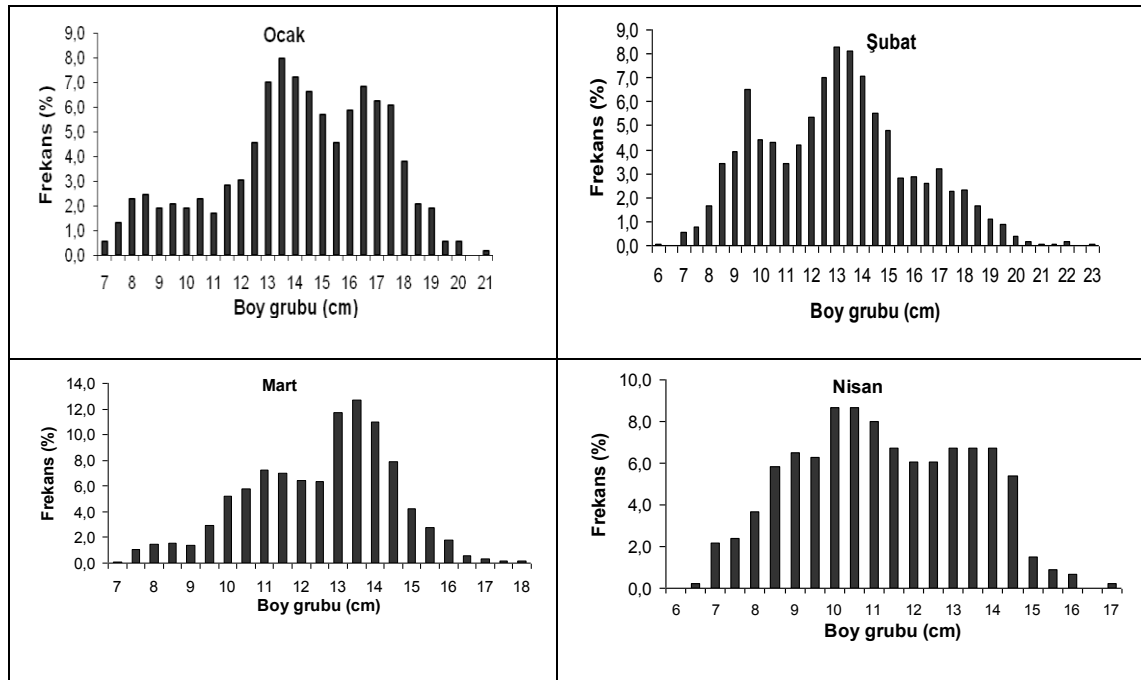 Ocak
Frekans (%)
9,0
8,0
7,0
6,0
5,0
4,0
3,0
2,0
1,0
0,0
7 8 9 10 11 12 13 14 15 16 17 18 19 20 21
Boy grubu (cm)
Şubat
Frekans (%)
9,0
8,0
7,0
6,0
5,0
4,0
3,0
2,0
1,0
0,0
6 7 8 9 10 11 12 13 14 15 16 17 18 19 20 21 22 23
Boy grubu (cm)
Mart
Frekans (%)
14,0
12,0
10,0
8,0
6,0
4,0
2,0
0,0
7 8 9 10 11 12 13 14 15 16 17 18
Boy grubu (cm)
Nisan
Frekans (%)
10,0
8,0
6,0
4,0
2,0
0,0
6 7 8 9 10 11 12 13 14 15 16 17
Boy grubu (cm)